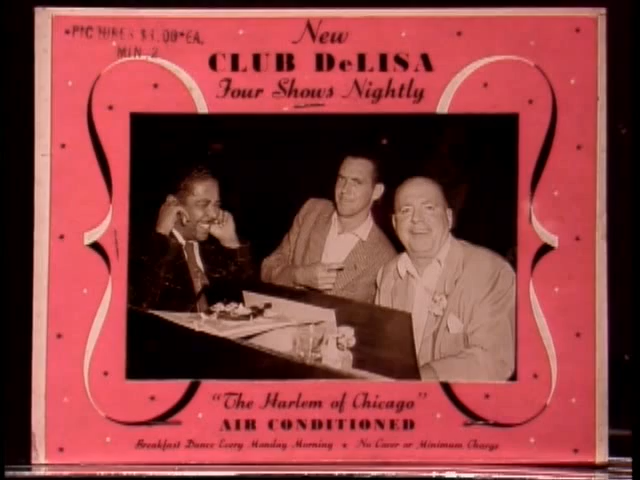 *PICTURES $1.00*EA.
MIN. 2
New
CLUB DeLISA
Four Shows Nightly
"The Harlem of Chicago"
AIR CONDITIONED
Breakfast Dance Every Monday Morning • No Cover or Minimum Charge